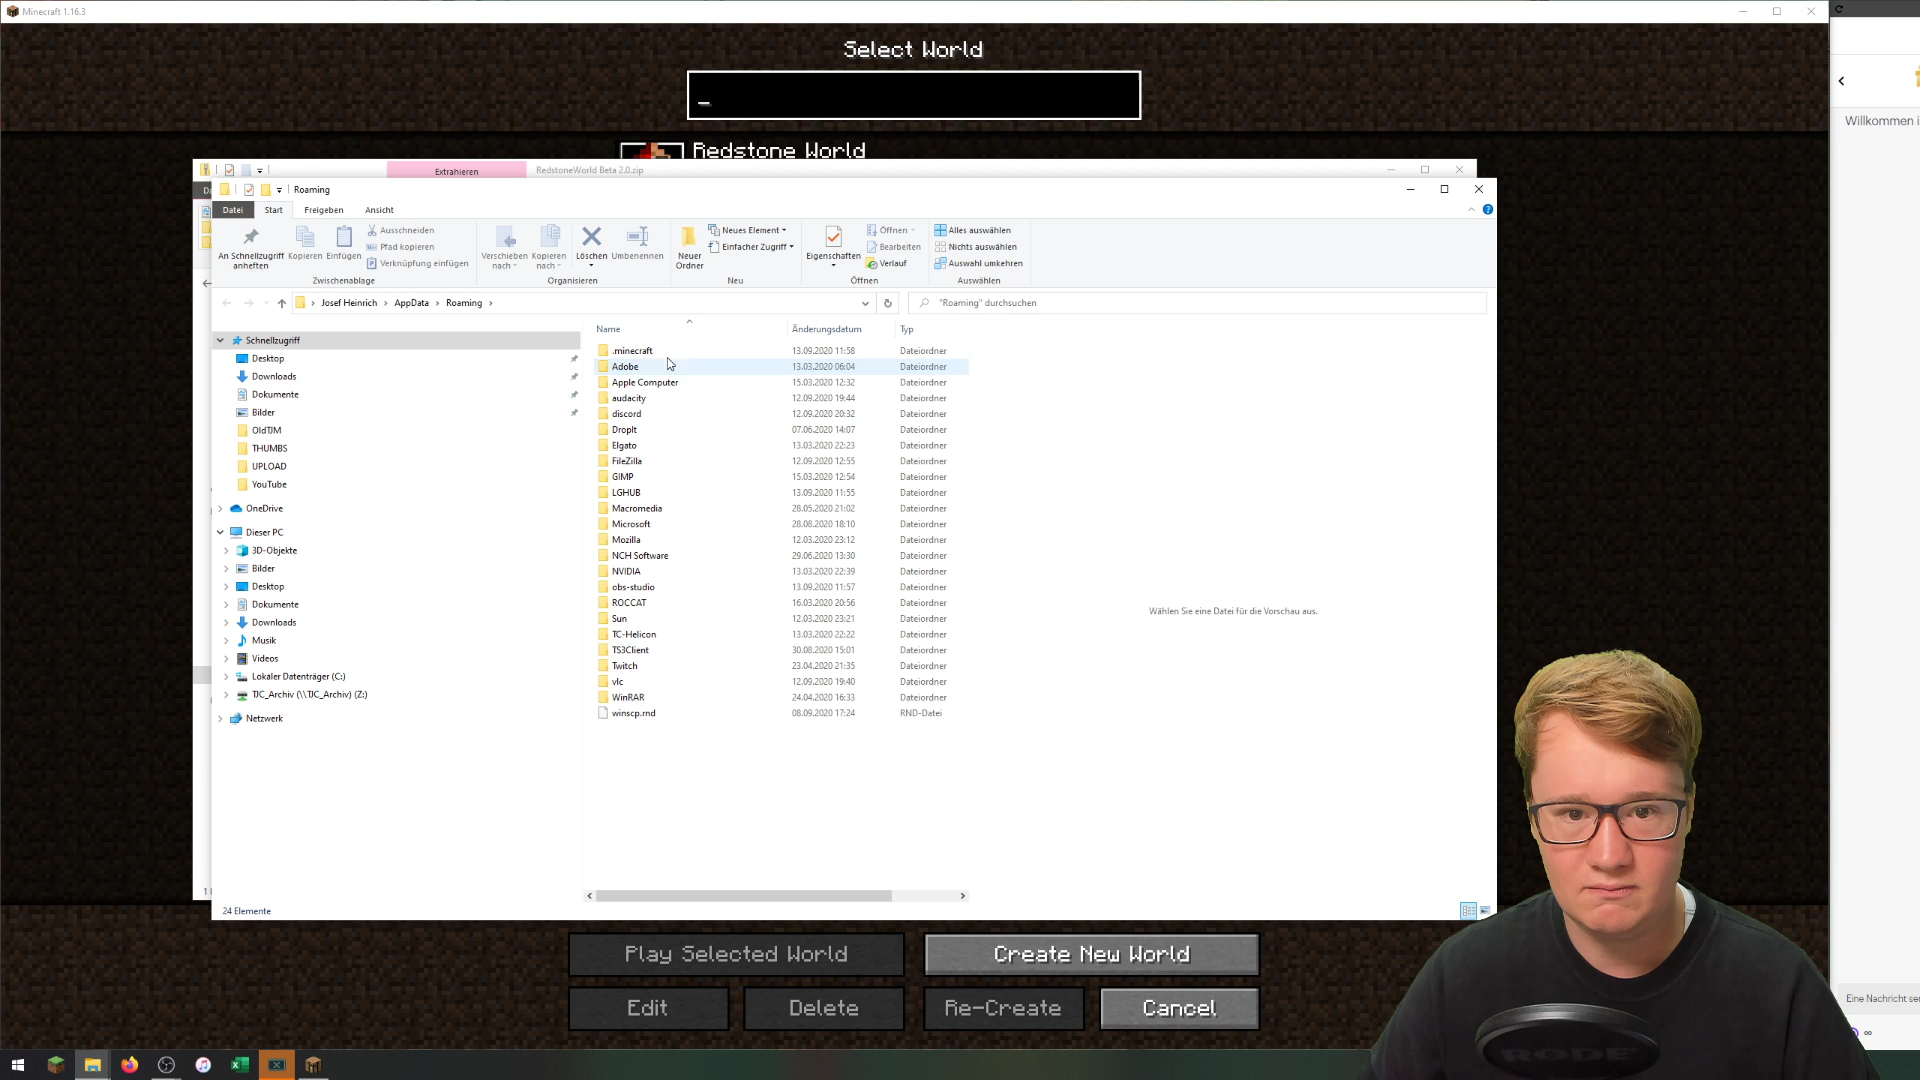 Minecraft 1.16.3
Select World
_
Redstone World
Extrahieren
RedstoneWorld Beta 2.0.zip
Roaming
Datei
Start
Freigeben
Ansicht
An Schnellzugriff anheften
Kopieren
Einfügen
Ausschneiden
Pfad kopieren
Verknüpfung einfügen
Zwischenablage
Verschieben nach
Kopieren nach
Löschen
Umbenennen
Organisieren
Neuer Ordner
Neues Element
Einfacher Zugriff
Neu
Eigenschaften
Öffnen
Bearbeiten
Verlauf
Öffnen
Alles auswählen
Nichts auswählen
Auswahl umkehren
Auswählen
Josef Heinrich > AppData > Roaming >
"Roaming" durchsuchen
Schnellzugriff
Desktop
Downloads
Dokumente
Bilder
OldTJM
THUMBS
UPLOAD
YouTube
OneDrive
Dieser PC
3D-Objekte
Bilder
Desktop
Dokumente
Downloads
Musik
Videos
Lokaler Datenträger (C:)
TJC_Archiv (\\TJC_Archiv) (Z:)
Netzwerk
Name Änderungsdatum Typ
.minecraft 13.09.2020 11:58 Dateiordner
Adobe 13.03.2020 06:04 Dateiordner
Apple Computer 15.03.2020 12:32 Dateiordner
audacity 12.09.2020 19:44 Dateiordner
discord 12.09.2020 20:32 Dateiordner
DropIt 07.06.2020 14:07 Dateiordner
Elgato 13.03.2020 22:23 Dateiordner
FileZilla 12.09.2020 12:55 Dateiordner
GIMP 15.03.2020 12:54 Dateiordner
LGHUB 13.09.2020 11:55 Dateiordner
Macromedia 28.05.2020 21:02 Dateiordner
Microsoft 28.08.2020 18:10 Dateiordner
Mozilla 12.03.2020 23:12 Dateiordner
NCH Software 29.06.2020 13:30 Dateiordner
NVIDIA 13.03.2020 22:39 Dateiordner
obs-studio 13.09.2020 11:57 Dateiordner
ROCCAT 16.03.2020 20:56 Dateiordner
Sun 12.03.2020 23:21 Dateiordner
TC-Helicon 13.03.2020 22:22 Dateiordner
TS3Client 30.08.2020 15:01 Dateiordner
Twitch 23.04.2020 21:35 Dateiordner
vlc 12.09.2020 19:40 Dateiordner
WinRAR 24.04.2020 16:33 Dateiordner
winscp.rnd 08.09.2020 17:24 RND-Datei
Wählen Sie eine Datei für die Vorschau aus.
24 Elemente
Willkommen i
Eine Nachricht se
Play Selected World
Create New World
Edit
Delete
Re-Create
Cancel
RODE